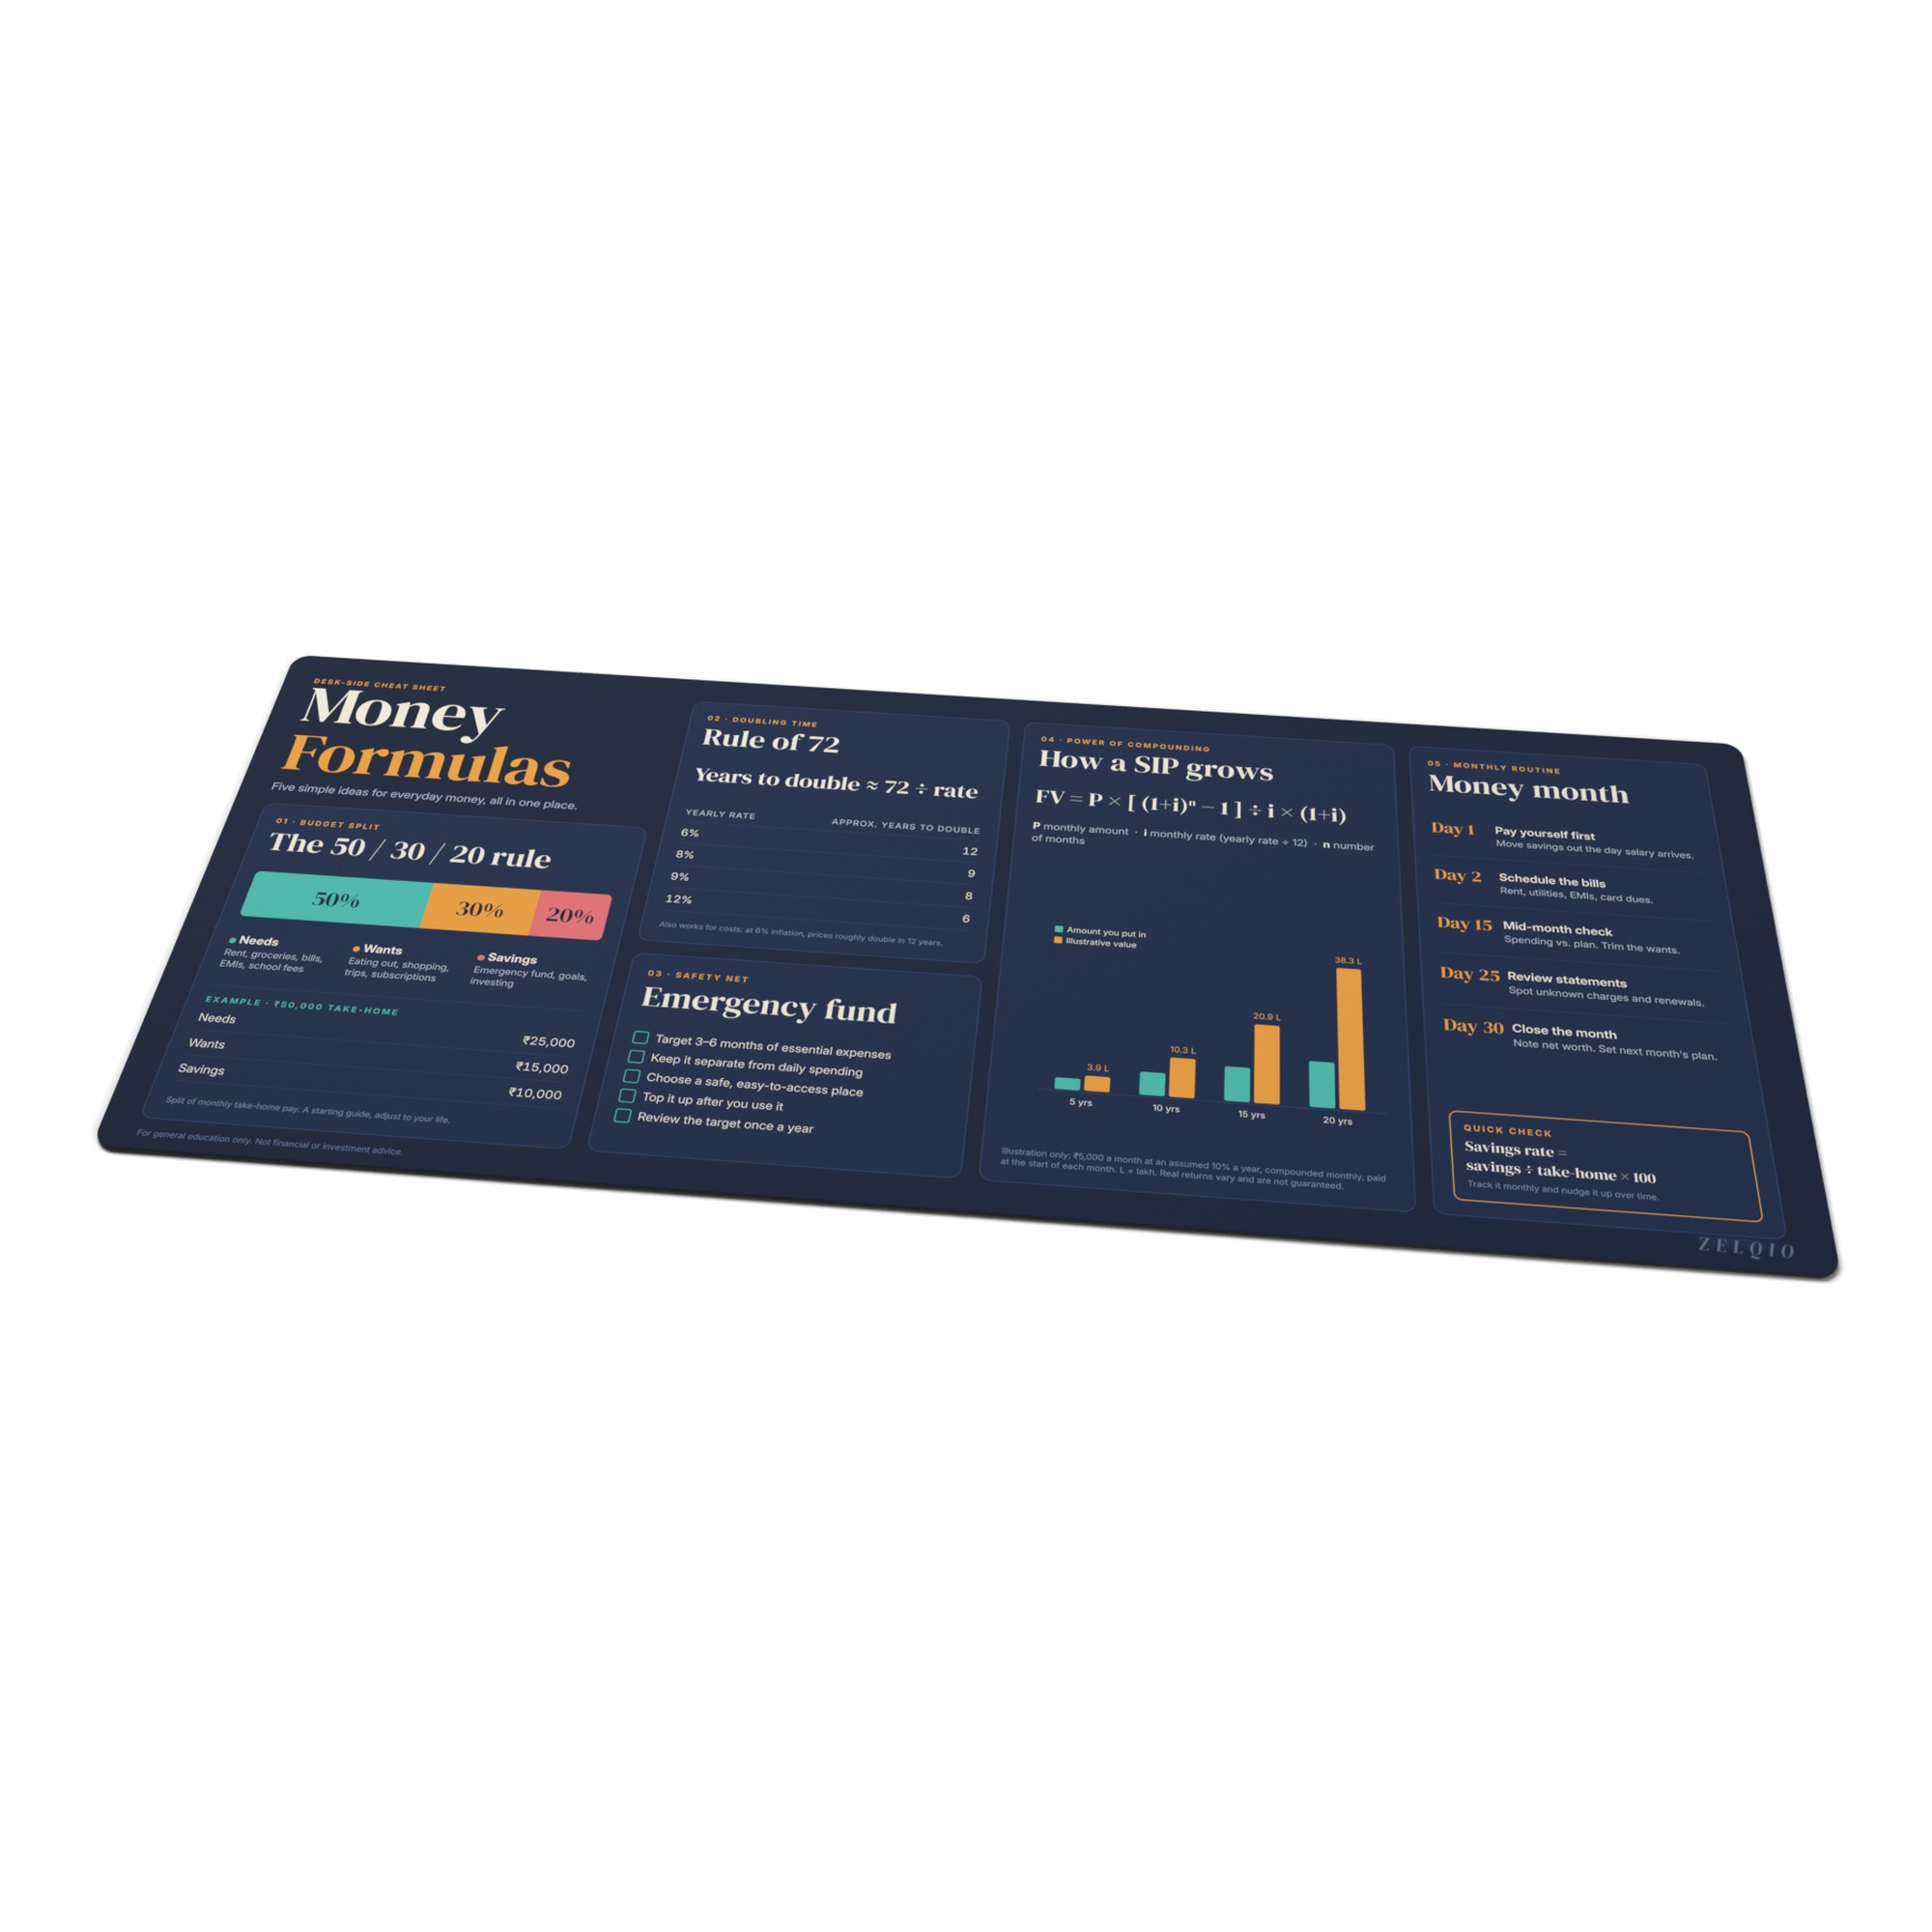 DESK-SIDE CHEAT SHEET
Money
Formulas
Five simple ideas for everyday money, all in one place.
01 · BUDGET SPLIT
The 50 / 30 / 20 rule
50% 30% 20%
Needs
Rent, groceries, bills,
EMIs, school fees
Wants
Eating out, shopping,
trips, subscriptions
Savings
Emergency fund, goals,
investing
EXAMPLE · ₹50,000 TAKE-HOME
Needs ₹25,000
Wants ₹15,000
Savings ₹10,000
Split of monthly take-home pay. A starting guide, adjust to your life.
For general education only. Not financial or investment advice.
02 · DOUBLING TIME
Rule of 72
Years to double ≈ 72 ÷ rate
YEARLY RATE APPROX. YEARS TO DOUBLE
6% 12
8% 9
9% 8
12% 6
Also works for costs: at 6% inflation, prices roughly double in 12 years.
03 · SAFETY NET
Emergency fund
Target 3–6 months of essential expenses
Keep it separate from daily spending
Choose a safe, easy-to-access place
Top it up after you use it
Review the target once a year
04 · POWER OF COMPOUNDING
How a SIP grows
FV = P × [ (1+i)ⁿ − 1 ] ÷ i × (1+i)
P monthly amount · i monthly rate (yearly rate ÷ 12) · n number
of months
Amount you put in
Illustrative value
3.9 L 10.3 L 20.9 L 38.3 L
5 yrs 10 yrs 15 yrs 20 yrs
Illustration only: ₹5,000 a month at an assumed 10% a year, compounded monthly, paid
at the start of each month. L = lakh. Real returns vary and are not guaranteed.
05 · MONTHLY ROUTINE
Money month
Day 1 Pay yourself first
Move savings out the day salary arrives.
Day 2 Schedule the bills
Rent, utilities, EMIs, card dues.
Day 15 Mid-month check
Spending vs. plan. Trim the wants.
Day 25 Review statements
Spot unknown charges and renewals.
Day 30 Close the month
Note net worth. Set next month's plan.
QUICK CHECK
Savings rate =
savings ÷ take-home × 100
Track it monthly and nudge it up over time.
ZELQIO